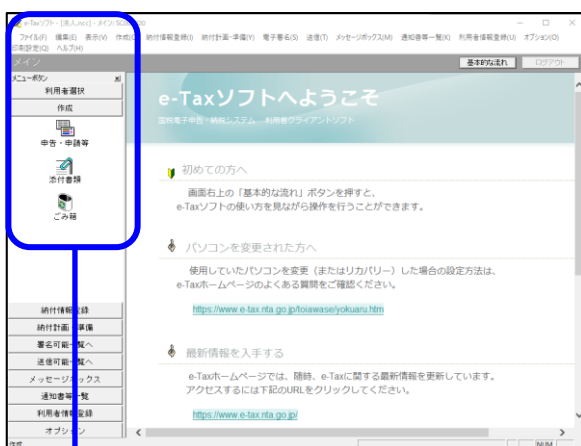 e-Taxソフト - [法人.ncc] - メイン
ファイル(F) 編集(E) 表示(V) 作成(C) 納付情報登録(I) 納付計画・準備(Y) 電子署名(S) 送信(T) メッセージボックス(M) 通知書等一覧(X) 利用者情報登録(U) オプション(O)
印刷設定(Q) ヘルプ(H)
メイン 基本的な流れ ログアウト
メニューボタン
利用者選択
作成
申告・申請等
添付書類
ごみ箱
納付情報登録
納付計画・準備
署名可能一覧へ
送信可能一覧へ
メッセージボックス
通知書等一覧
利用者情報登録
オプション
e-Taxソフトへようこそ
国税電子申告・納税システム 利用者クライアントソフト
初めての方へ
画面右上の「基本的な流れ」ボタンを押すと、
e-Taxソフトの使い方を見ながら操作を行うことができます。
パソコンを変更された方へ
使用していたパソコンを変更（またはリカバリー）した場合の設定方法は、
e-Taxホームページのよくある質問をご確認ください。
https://www.e-tax.nta.go.jp/toiawase/yokuaru.htm
最新情報を入手する
e-Taxホームページでは、随時、e-Taxに関する最新情報を更新しています。
アクセスするには下記のURLをクリックしてください。
https://www.e-tax.nta.go.jp/
作成 NUM